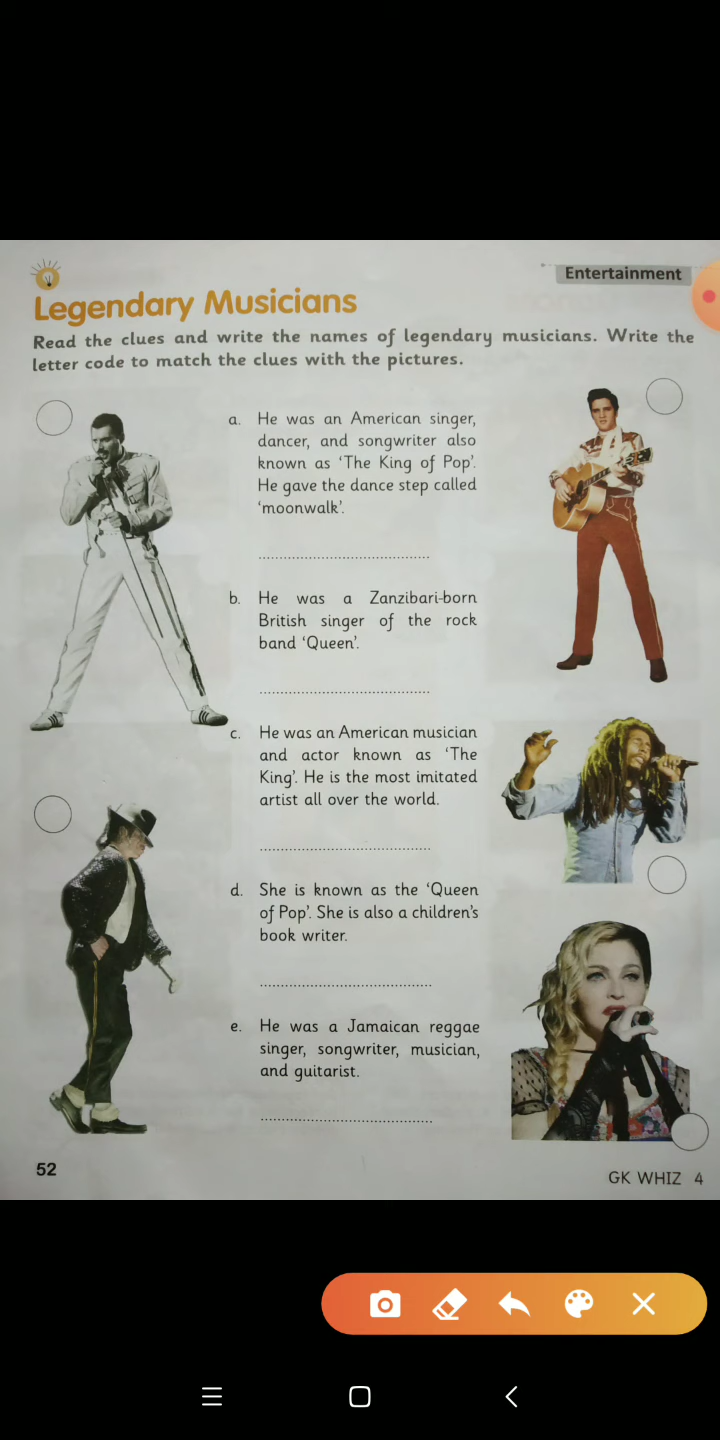 Entertainment
Legendary Musicians
Read the clues and write the names of legendary musicians. Write the
letter code to match the clues with the pictures.
a. He was an American singer,
dancer, and songwriter also
known as ‘The King of Pop’.
He gave the dance step called
‘moonwalk’.
b. He was a Zanzibari-born
British singer of the rock
band ‘Queen’.
c. He was an American musician
and actor known as ‘The
King’. He is the most imitated
artist all over the world.
d. She is known as the ‘Queen
of Pop’. She is also a children’s
book writer.
e. He was a Jamaican reggae
singer, songwriter, musician,
and guitarist.
52
GK WHIZ 4